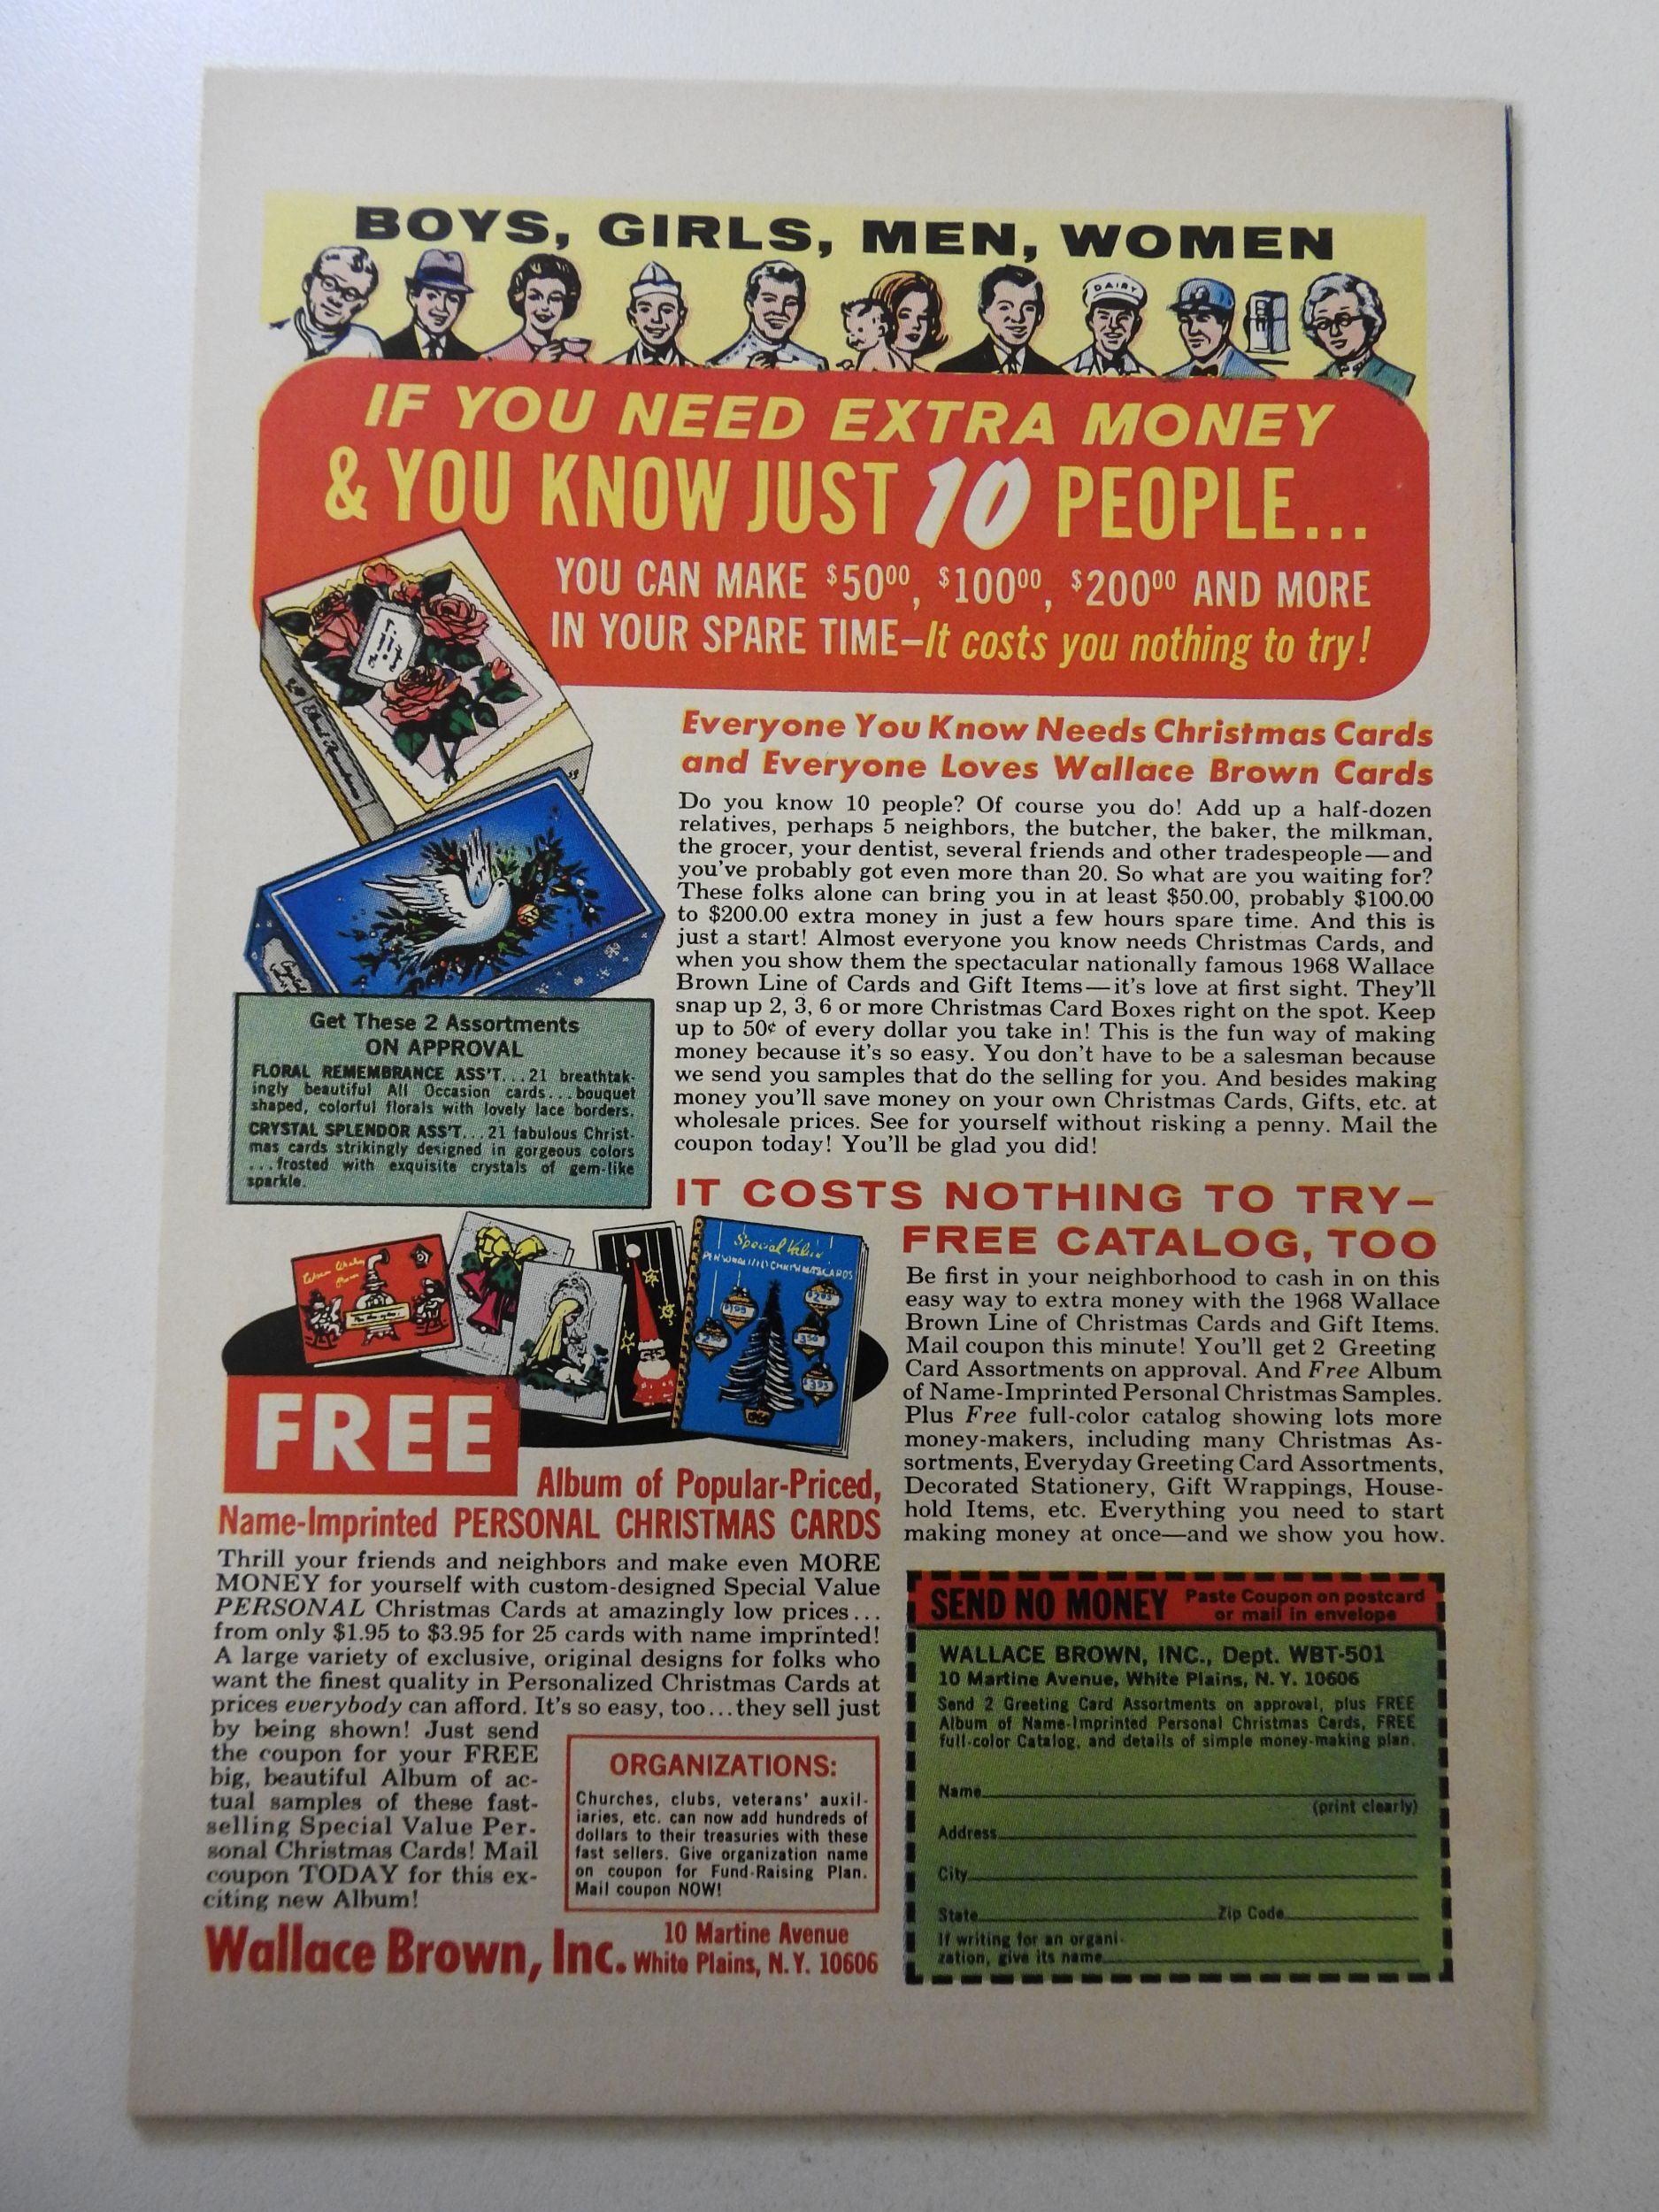 BOYS, GIRLS, MEN, WOMEN
DAIRY
IF YOU NEED EXTRA MONEY
& YOU KNOW JUST 10 PEOPLE...
YOU CAN MAKE $50⁰⁰, $100⁰⁰, $200⁰⁰ AND MORE
IN YOUR SPARE TIME—It costs you nothing to try!
Everyone You Know Needs Christmas Cards
and Everyone Loves Wallace Brown Cards
Do you know 10 people? Of course you do! Add up a half-dozen
relatives, perhaps 5 neighbors, the butcher, the baker, the milkman,
the grocer, your dentist, several friends and other tradespeople—and
you've probably got even more than 20. So what are you waiting for?
These folks alone can bring you in at least $50.00, probably $100.00
to $200.00 extra money in just a few hours spare time. And this is
just a start! Almost everyone you know needs Christmas Cards, and
when you show them the spectacular nationally famous 1968 Wallace
Brown Line of Cards and Gift Items—it's love at first sight. They'll
snap up 2, 3, 6 or more Christmas Card Boxes right on the spot. Keep
up to 50¢ of every dollar you take in! This is the fun way of making
money because it's so easy. You don't have to be a salesman because
we send you samples that do the selling for you. And besides making
money you'll save money on your own Christmas Cards, Gifts, etc. at
wholesale prices. See for yourself without risking a penny. Mail the
coupon today! You'll be glad you did!
Get These 2 Assortments
ON APPROVAL
FLORAL REMEMBRANCE ASS'T...21 breathtak-
ingly beautiful All Occasion cards...bouquet
shaped, colorful florals with lovely lace borders.
CRYSTAL SPLENDOR ASS'T...21 fabulous Christ-
mas cards strikingly designed in gorgeous colors
...frosted with exquisite crystals of gem-like
sparkle.
IT COSTS NOTHING TO TRY—
FREE CATALOG, TOO
Be first in your neighborhood to cash in on this
easy way to extra money with the 1968 Wallace
Brown Line of Christmas Cards and Gift Items.
Mail coupon this minute! You'll get 2 Greeting
Card Assortments on approval. And Free Album
of Name-Imprinted Personal Christmas Samples.
Plus Free full-color catalog showing lots more
money-makers, including many Christmas As-
sortments, Everyday Greeting Card Assortments,
Decorated Stationery, Gift Wrappings, House-
hold Items, etc. Everything you need to start
making money at once—and we show you how.
Special Value
PERSONALIZED CHRISTMAS CARDS
FREE
Album of Popular-Priced,
Name-Imprinted PERSONAL CHRISTMAS CARDS
Thrill your friends and neighbors and make even MORE
MONEY for yourself with custom-designed Special Value
PERSONAL Christmas Cards at amazingly low prices...
from only $1.95 to $3.95 for 25 cards with name imprinted!
A large variety of exclusive, original designs for folks who
want the finest quality in Personalized Christmas Cards at
prices everybody can afford. It's so easy, too...they sell just
by being shown! Just send
the coupon for your FREE
big, beautiful Album of ac-
tual samples of these fast-
selling Special Value Per-
sonal Christmas Cards! Mail
coupon TODAY for this ex-
citing new Album!
ORGANIZATIONS:
Churches, clubs, veterans' auxil-
iaries, etc. can now add hundreds of
dollars to their treasuries with these
fast sellers. Give organization name
on coupon for Fund-Raising Plan.
Mail coupon NOW!
Wallace Brown, Inc.
10 Martine Avenue
White Plains, N.Y. 10606
SEND NO MONEY
Paste Coupon on postcard
or mail in envelope
WALLACE BROWN, INC., Dept. WBT-501
10 Martine Avenue, White Plains, N. Y. 10606
Send 2 Greeting Card Assortments on approval, plus FREE
Album of Name-Imprinted Personal Christmas Cards, FREE
full-color Catalog, and details of simple money-making plan.
Name
(print clearly)
Address
City
State Zip Code
If writing for an organi-
zation, give its name